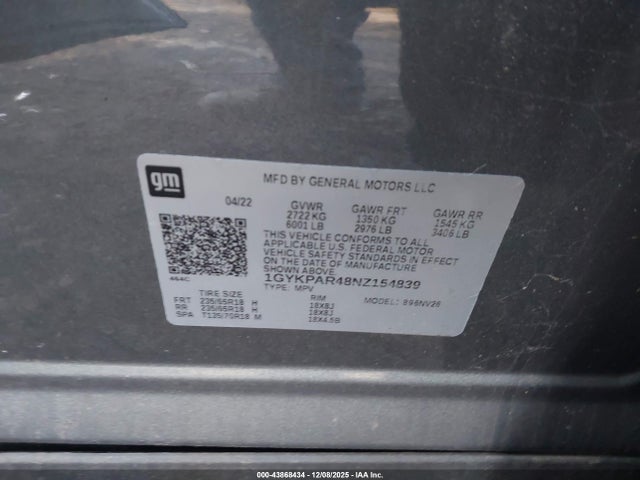 gm
MFD BY GENERAL MOTORS LLC
04/22
GVWR GAWR FRT GAWR RR
2722 KG 1350 KG 1545 KG
6001 LB 2976 LB 3406 LB
THIS VEHICLE CONFORMS TO ALL
APPLICABLE U.S. FEDERAL MOTOR
VEHICLE SAFETY STANDARDS IN EFFECT
ON THE DATE OF MANUFACTURE
SHOWN ABOVE.
464C
1GYKPAR48NZ154839
TYPE: MPV MODEL: 6NV26
TIRE SIZE RIM
FRT 235/65R18 H 18X8J
RR 235/65R18 H 18X8J
SPA T135/70R18 M 18X4.5B
000-43868434 - 12/08/2025 - IAA Inc.